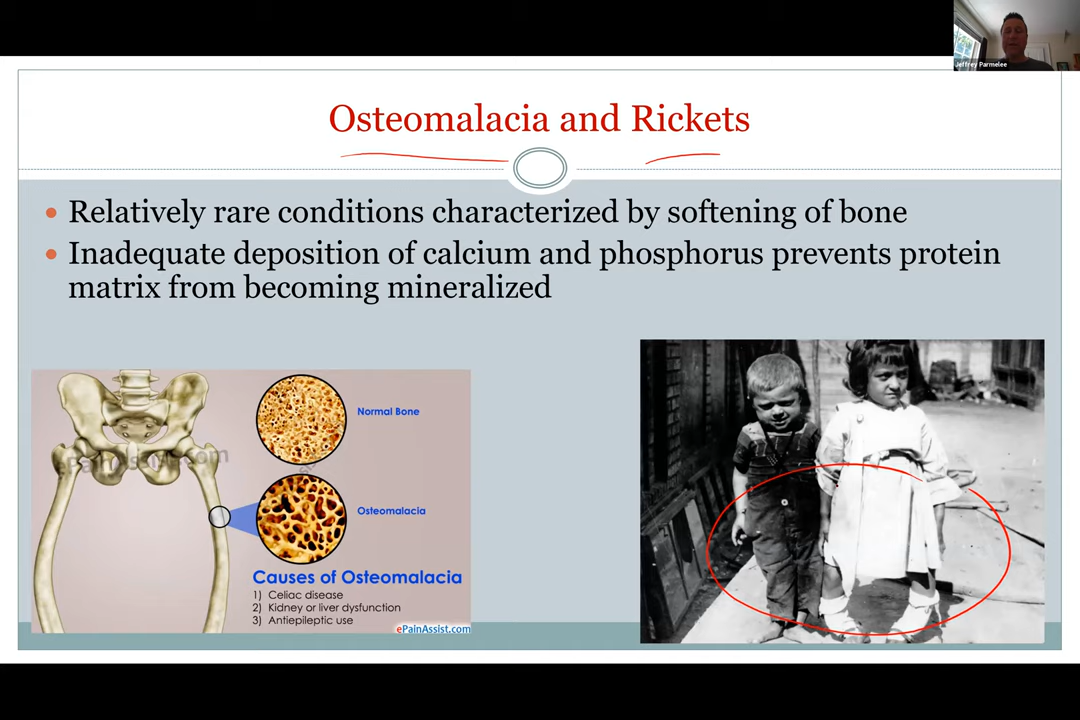 Jeffrey Parmelee
Osteomalacia and Rickets
Relatively rare conditions characterized by softening of bone
Inadequate deposition of calcium and phosphorus prevents protein
matrix from becoming mineralized
Normal Bone
Osteomalacia
Causes of Osteomalacia
1) Celiac disease
2) Kidney or liver dysfunction
3) Antiepileptic use
ePainAssist.com